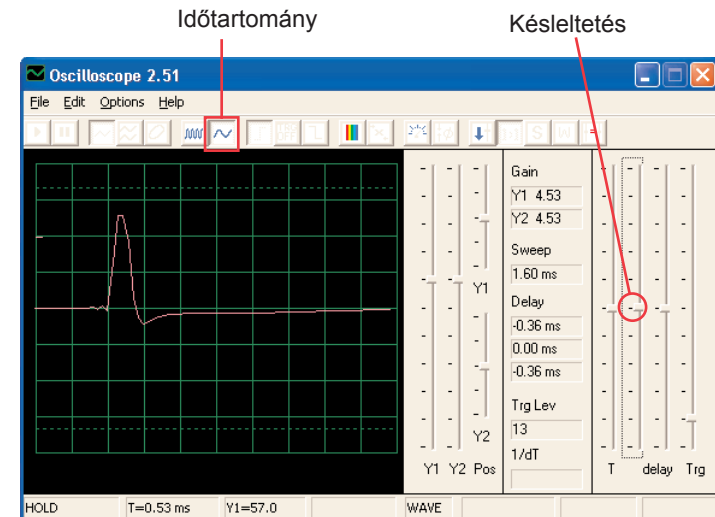 Időtartomány
Késleltetés
Oscilloscope 2.51
File Edit Options Help
Gain
Y1 4.53
Y2 4.53
Sweep
1.60 ms
Delay
-0.36 ms
0.00 ms
-0.36 ms
Trg Lev
13
1/dT
Y1
Y2
Y1 Y2 Pos
T delay Trg
HOLD T=0.53 ms Y1=57.0 WAVE